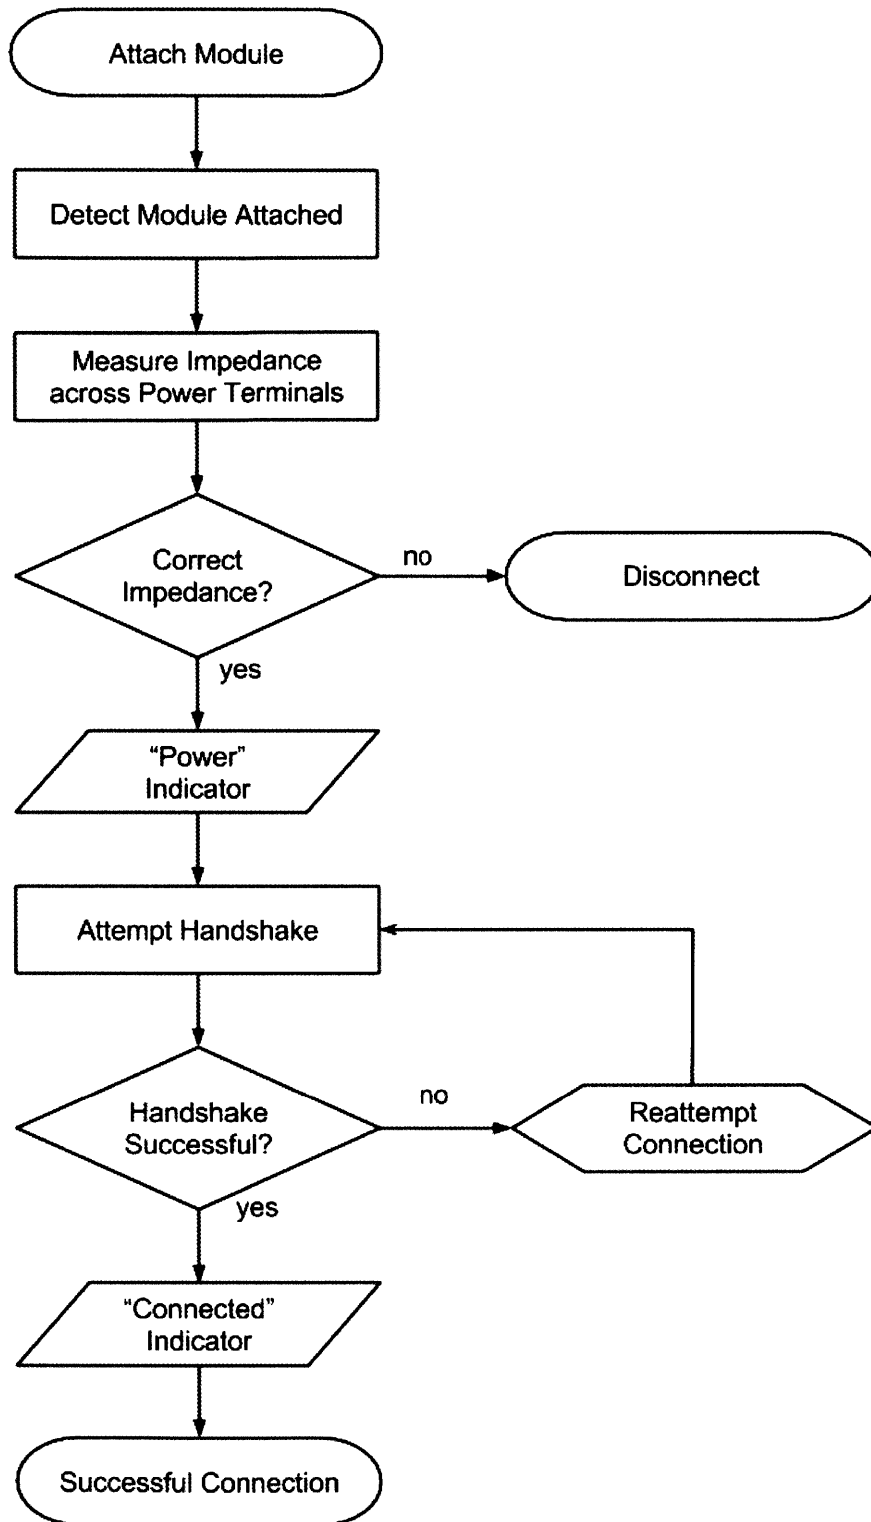 Attach Module
Detect Module Attached
Measure Impedance
across Power Terminals
Correct
Impedance?
no
Disconnect
yes
“Power”
Indicator
Attempt Handshake
Handshake
Successful?
no
Reattempt
Connection
yes
“Connected”
Indicator
Successful Connection